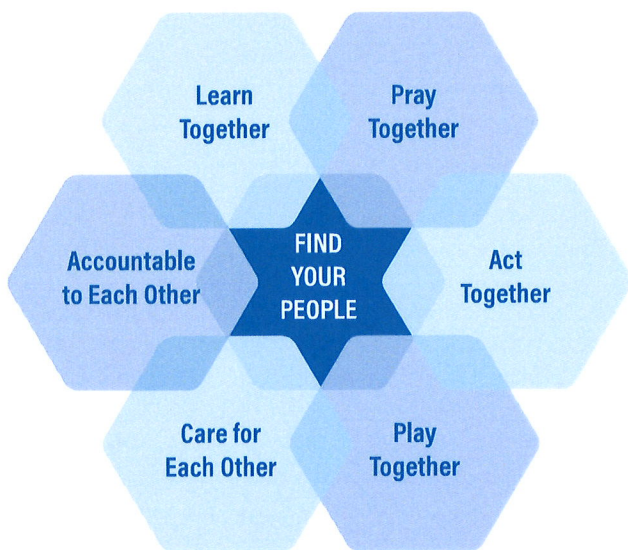 Learn
Together
Pray
Together
Accountable
to Each Other
FIND
YOUR
PEOPLE
Act
Together
Care for
Each Other
Play
Together